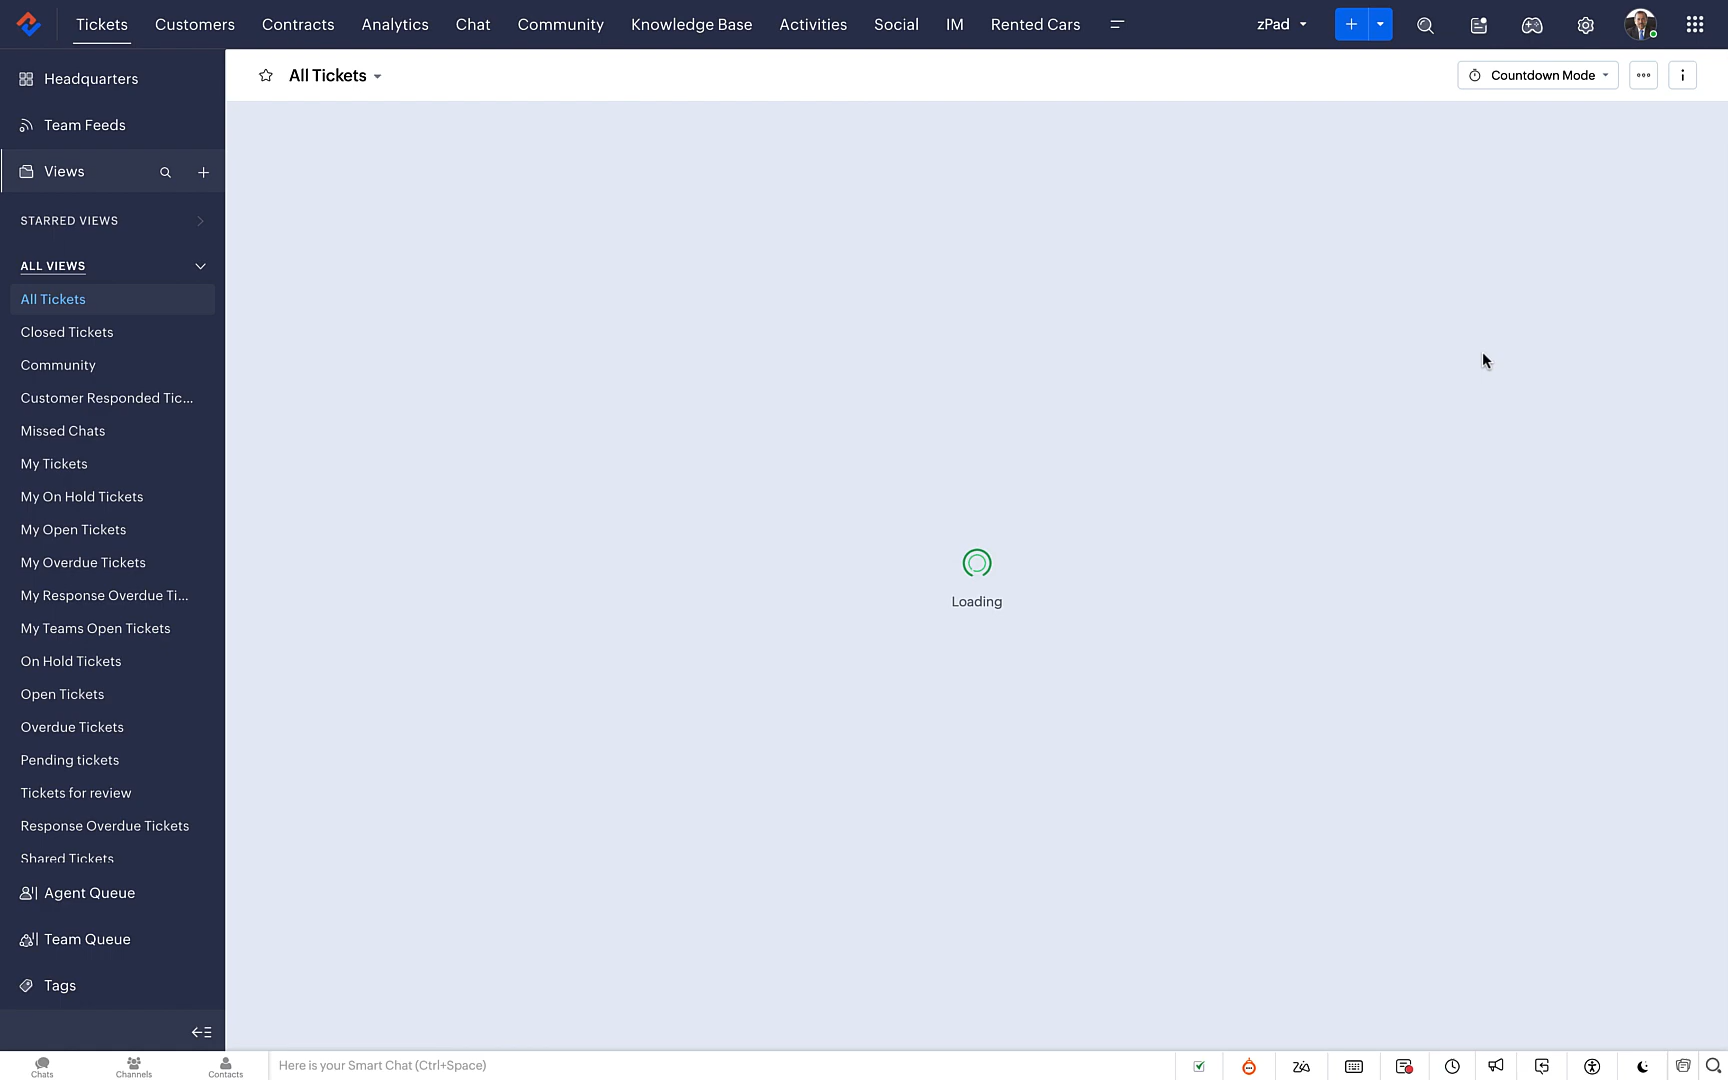 Tickets
Customers
Contracts
Analytics
Chat
Community
Knowledge Base
Activities
Social
IM
Rented Cars
zPad
Headquarters
Team Feeds
Views
STARRED VIEWS
ALL VIEWS
All Tickets
Closed Tickets
Community
Customer Responded Tic...
Missed Chats
My Tickets
My On Hold Tickets
My Open Tickets
My Overdue Tickets
My Response Overdue Ti...
My Teams Open Tickets
On Hold Tickets
Open Tickets
Overdue Tickets
Pending tickets
Tickets for review
Response Overdue Tickets
Shared Tickets
Agent Queue
Team Queue
Tags
All Tickets
Countdown Mode
Loading
Chats
Channels
Contacts
Here is your Smart Chat (Ctrl+Space)